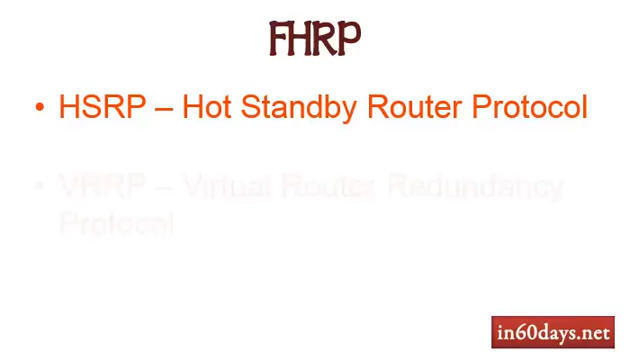 FHRP
• HSRP – Hot Standby Router Protocol
• VRRP – Virtual Router Redundancy
Protocol
in60days.net